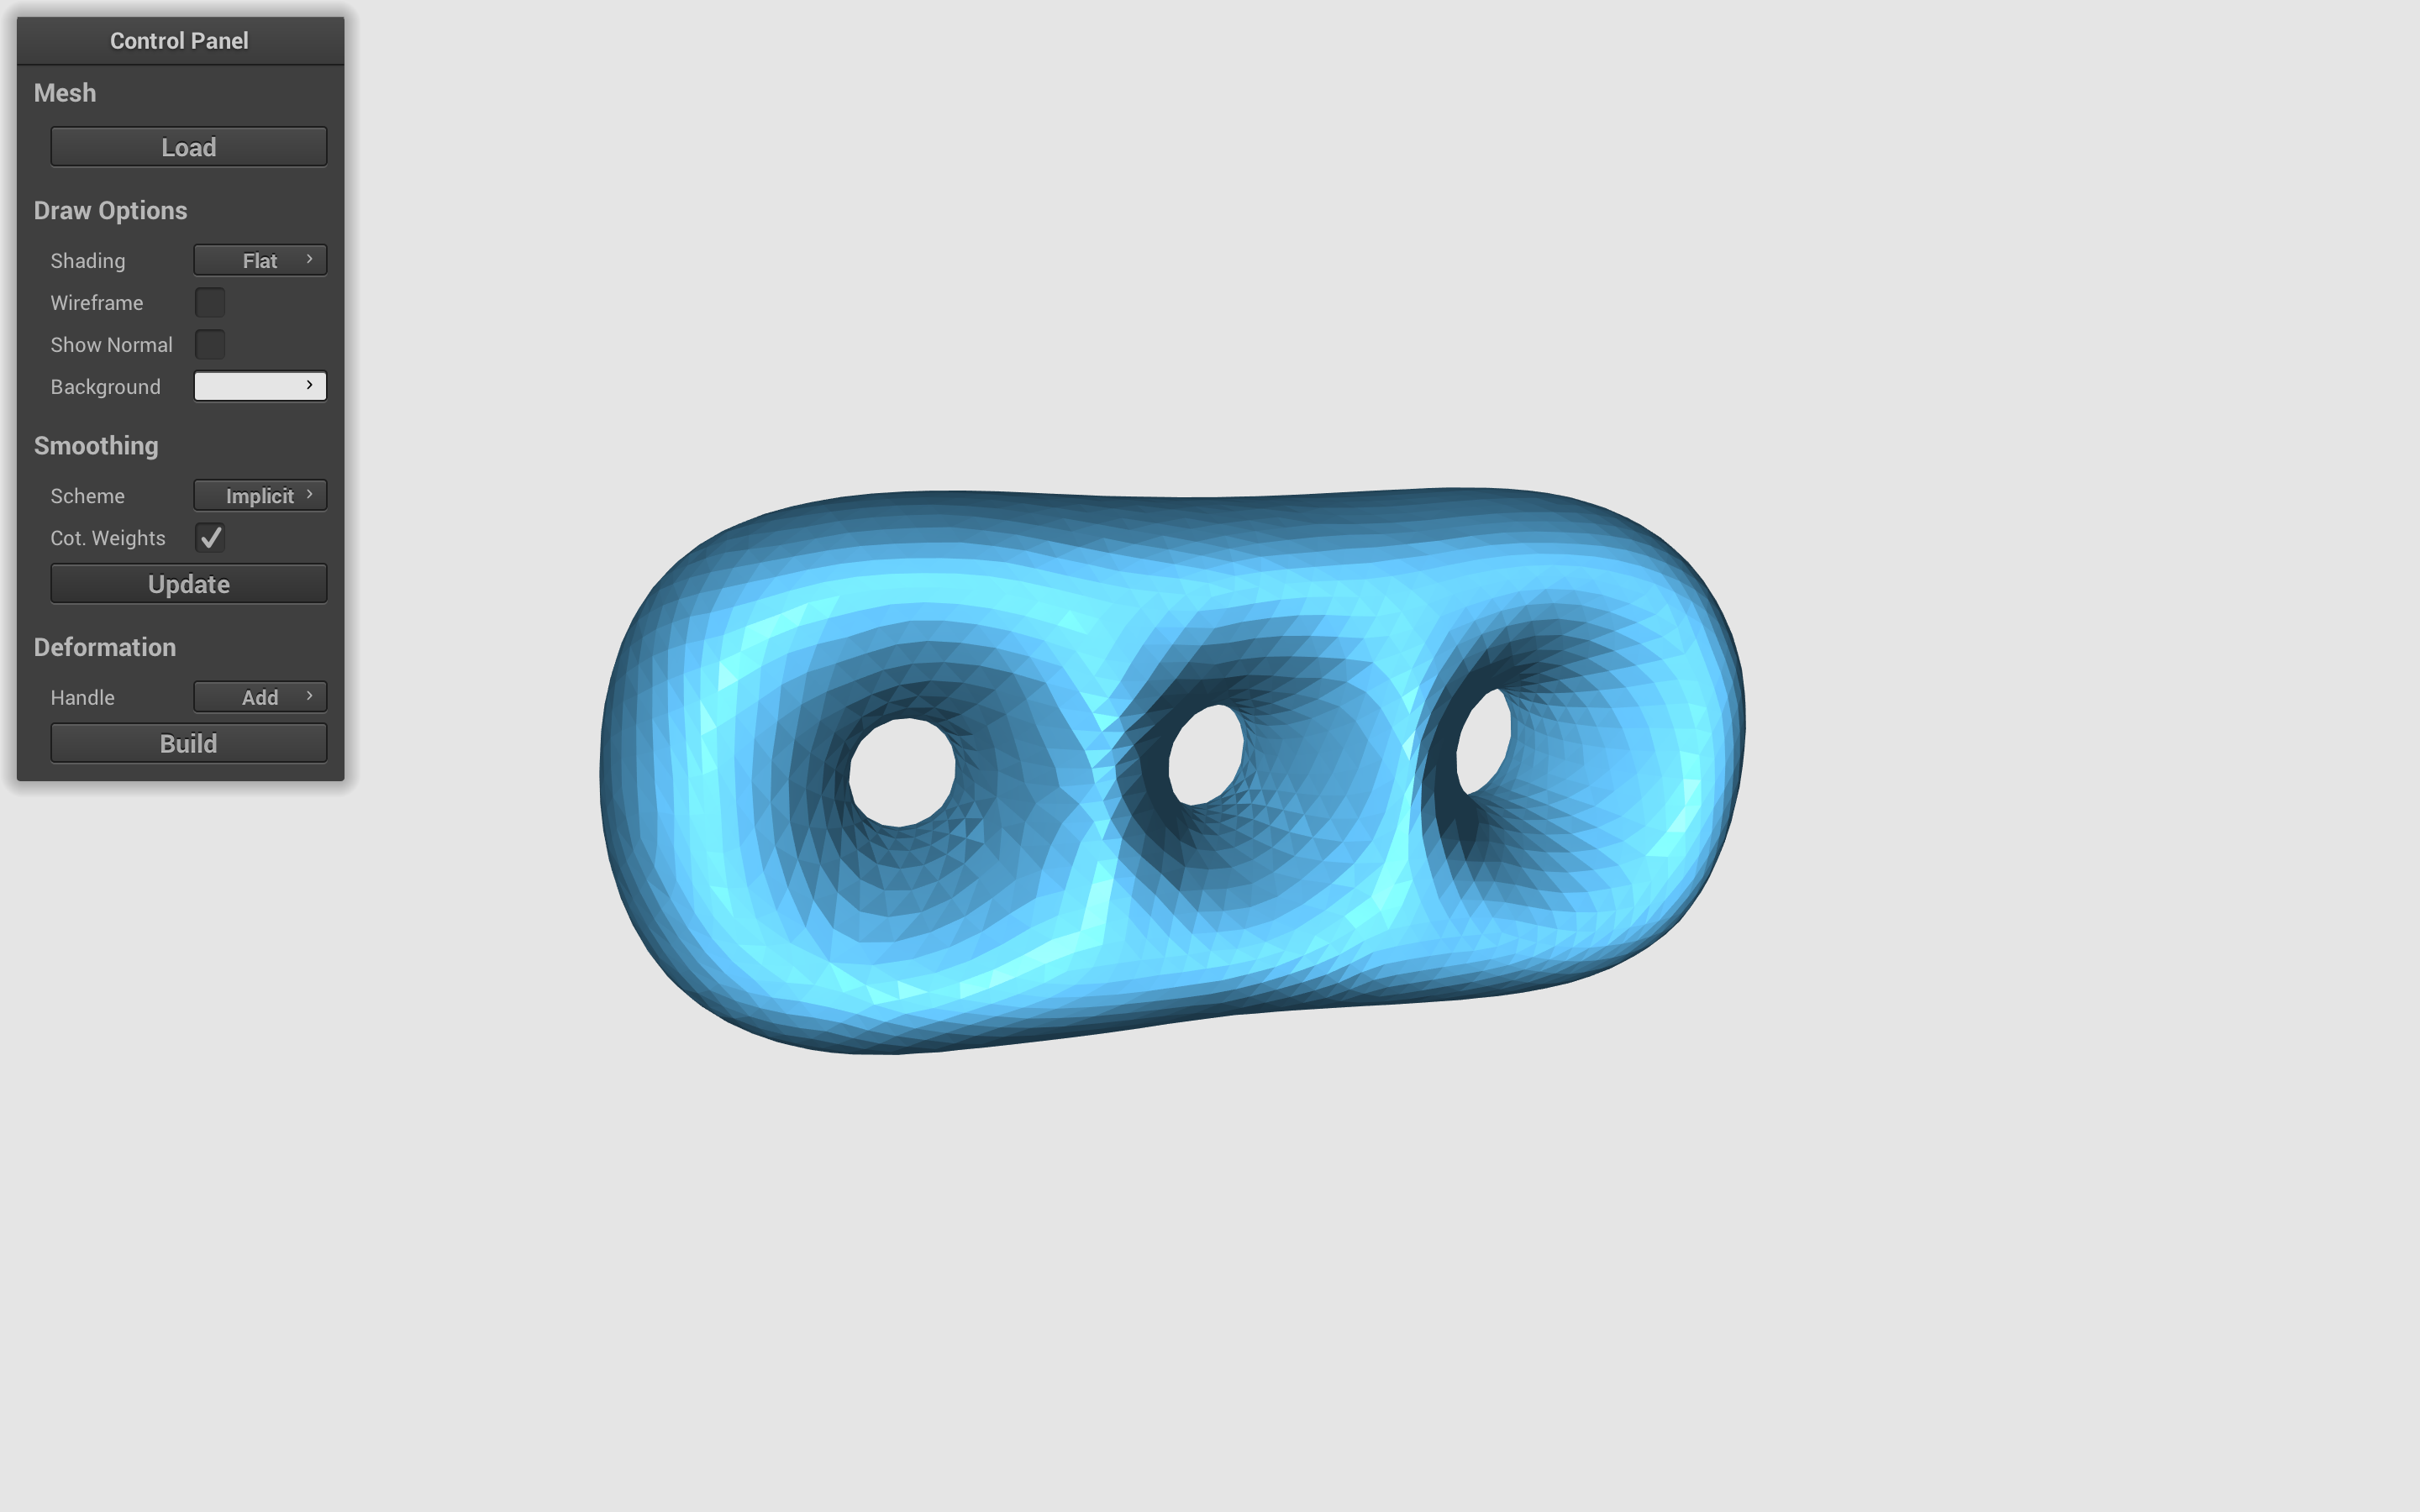 Control Panel
Mesh
Load
Draw Options
Shading Flat
Wireframe
Show Normal
Background
Smoothing
Scheme Implicit
Cot. Weights
Update
Deformation
Handle Add
Build